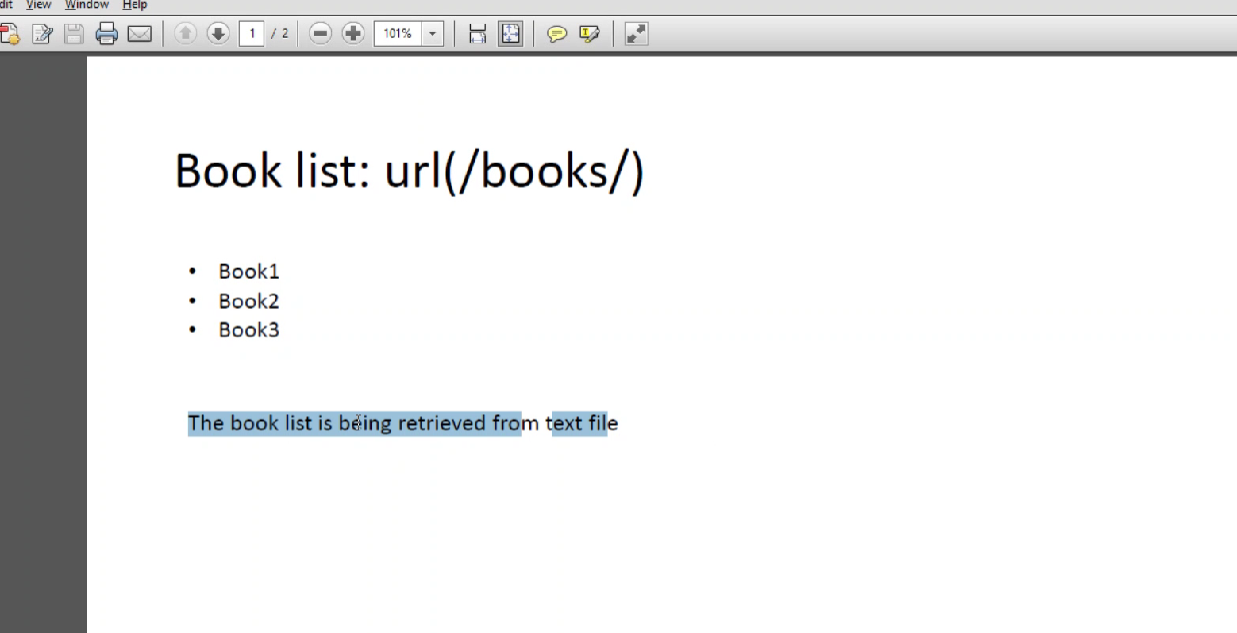 dit View Window Help
1 / 2 101%
Book list: url(/books/)
• Book1
• Book2
• Book3
The book list is being retrieved from text file